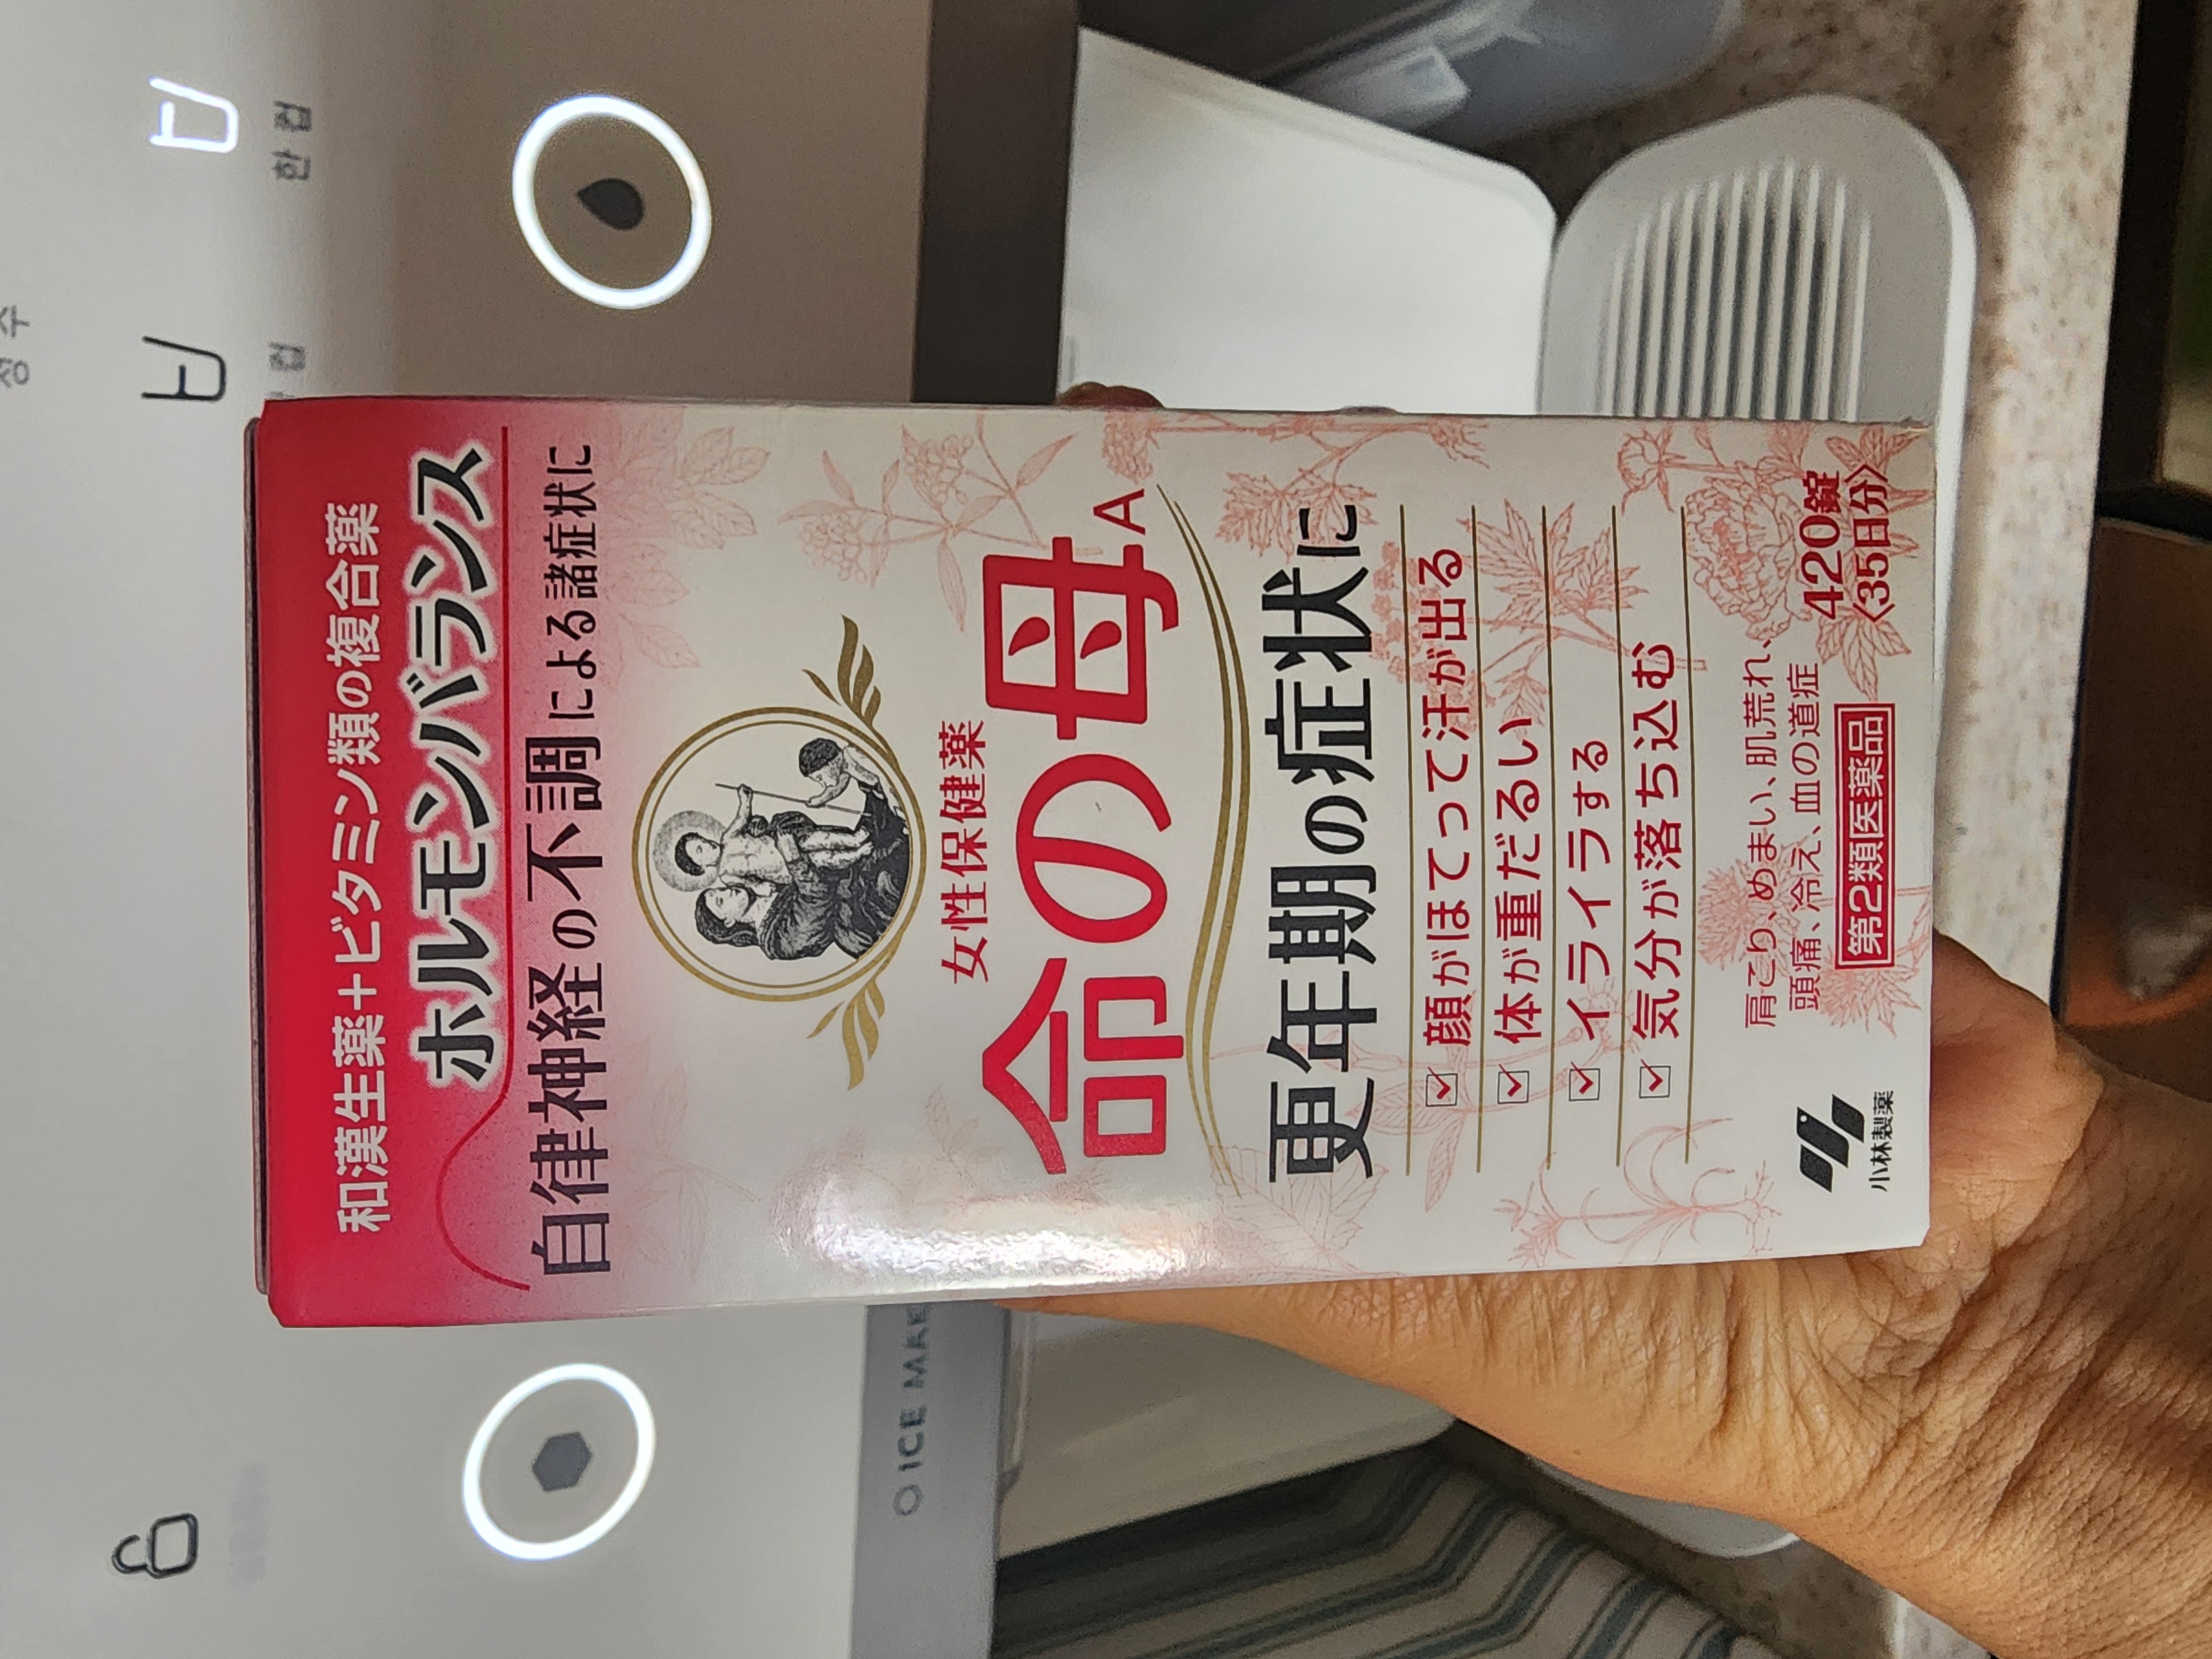 和漢生薬+ビタミン類の複合薬
ホルモンバランス
自律神経の不調による諸症状に
女性保健薬
命の母A
更年期の症状に
顔がほてって汗が出る
体が重だるい
イライラする
気分が落ち込む
肩こり、めまい、肌荒れ、
頭痛、冷え、血の道症
420錠
〈35日分〉
第2類医薬品
小林製薬
한 컵
컵
정수
ICE MAK